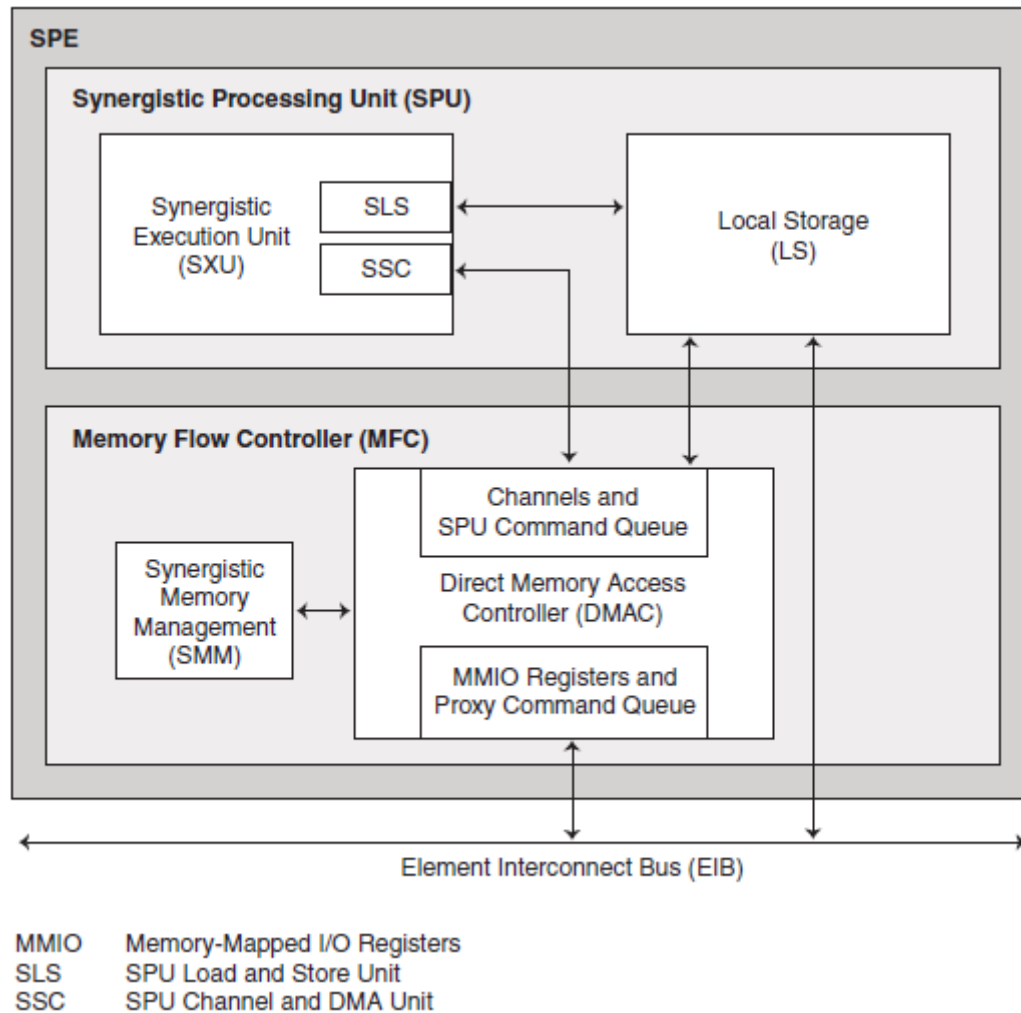 SPE
Synergistic Processing Unit (SPU)
Synergistic
Execution Unit
(SXU)
SLS
SSC
Local Storage
(LS)
Memory Flow Controller (MFC)
Channels and
SPU Command Queue
Synergistic
Memory
Management
(SMM)
Direct Memory Access
Controller (DMAC)
MMIO Registers and
Proxy Command Queue
Element Interconnect Bus (EIB)
MMIO Memory-Mapped I/O Registers
SLS SPU Load and Store Unit
SSC SPU Channel and DMA Unit